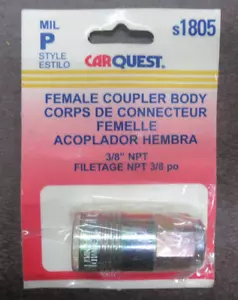 MIL
P
STYLE
ESTILO
s1805
CARQUEST®
FEMALE COUPLER BODY
CORPS DE CONNECTEUR
FEMELLE
ACOPLADOR HEMBRA
3/8" NPT
FILETAGE NPT 3/8 po